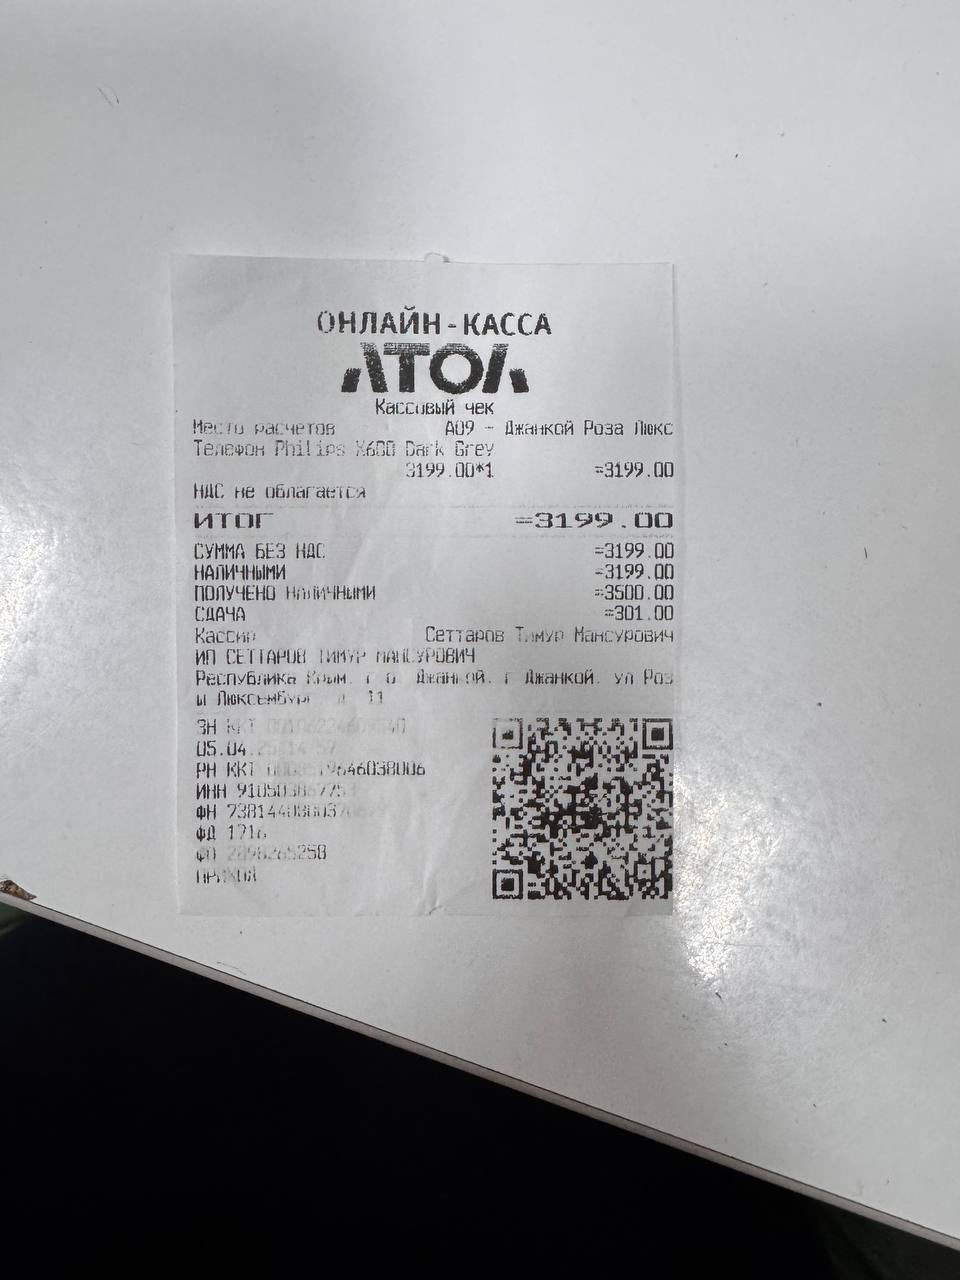 ОНЛАЙН-КАССА
АТОЛ
Кассовый чек
Место расчетов А09 - Джанкой Роза Люкс
Телефон Philips X600 Dark Grey
3199.00*1 =3199.00
НДС не облагается
ИТОГ =3199.00
СУММА БЕЗ НДС =3199.00
НАЛИЧНЫМИ =3199.00
ПОЛУЧЕНО НАЛИЧНЫМИ =3500.00
СДАЧА =301.00
Кассир Сеттаров Тимур Мансурович
ИП СЕТТАРОВ ТИМУР МАНСУРОВИЧ
Республика Крым, г.о. Джанкой, г Джанкой, ул Роз
ы Люксембург, 11
ЗН ККТ
05.04
РН ККТ
ИНН
ФН
ФД 1716
ФП
ПРИХОД